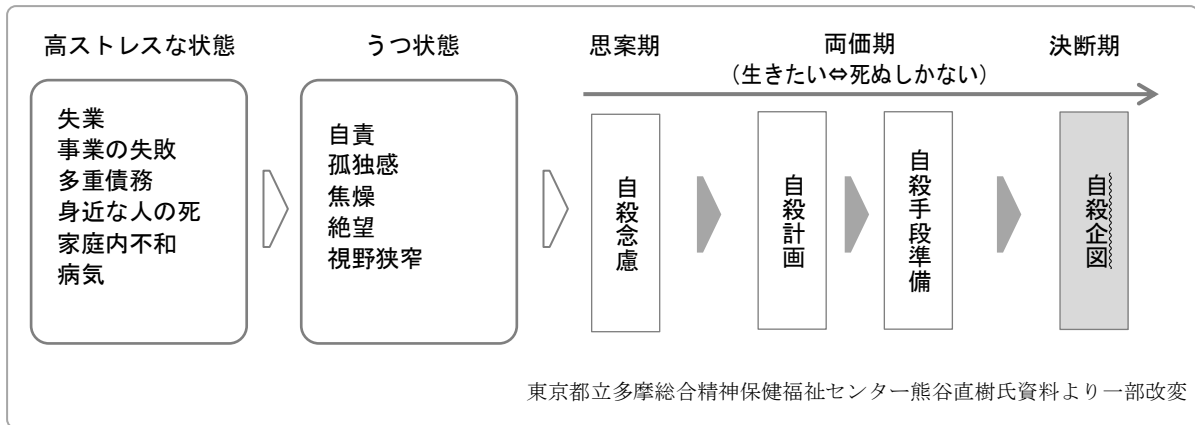 高ストレスな状態
失業
事業の失敗
多重債務
身近な人の死
家庭内不和
病気
うつ状態
自責
孤独感
焦燥
絶望
視野狭窄
思案期
両価期
（生きたい⇔死ぬしかない）
決断期
自殺念慮
自殺計画
自殺手段準備
自殺企図
東京都立多摩総合精神保健福祉センター熊谷直樹氏資料より一部改変